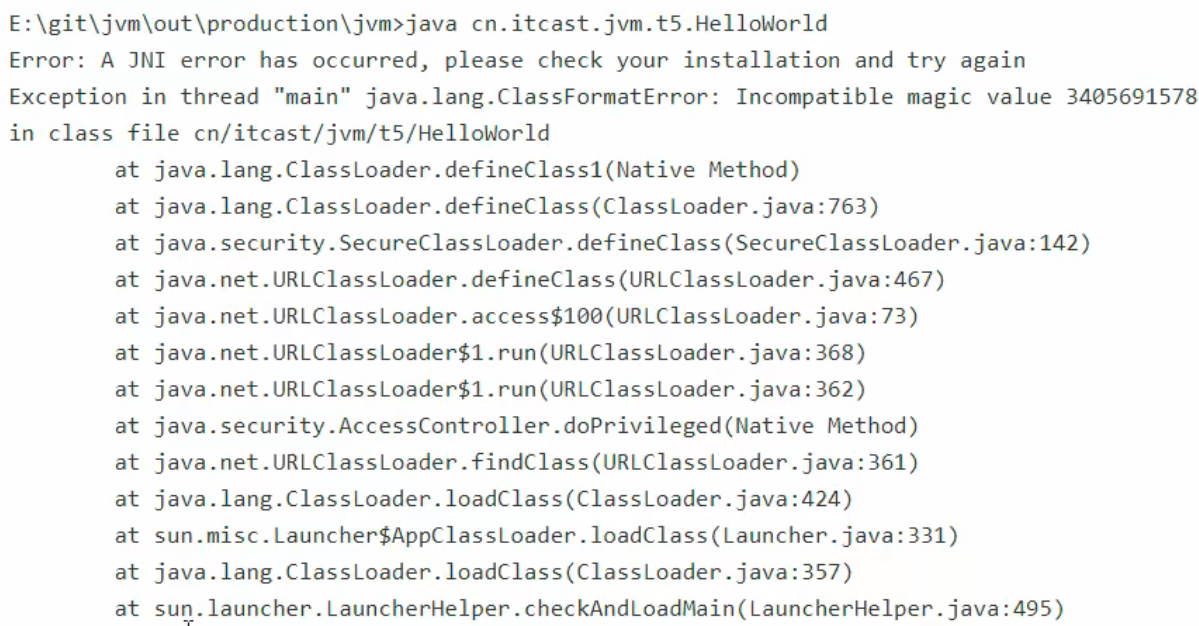 E:\git\jvm\out\production\jvm>java cn.itcast.jvm.t5.HelloWorld
Error: A JNI error has occurred, please check your installation and try again
Exception in thread "main" java.lang.ClassFormatError: Incompatible magic value 3405691578
in class file cn/itcast/jvm/t5/HelloWorld
        at java.lang.ClassLoader.defineClass1(Native Method)
        at java.lang.ClassLoader.defineClass(ClassLoader.java:763)
        at java.security.SecureClassLoader.defineClass(SecureClassLoader.java:142)
        at java.net.URLClassLoader.defineClass(URLClassLoader.java:467)
        at java.net.URLClassLoader.access$100(URLClassLoader.java:73)
        at java.net.URLClassLoader$1.run(URLClassLoader.java:368)
        at java.net.URLClassLoader$1.run(URLClassLoader.java:362)
        at java.security.AccessController.doPrivileged(Native Method)
        at java.net.URLClassLoader.findClass(URLClassLoader.java:361)
        at java.lang.ClassLoader.loadClass(ClassLoader.java:424)
        at sun.misc.Launcher$AppClassLoader.loadClass(Launcher.java:331)
        at java.lang.ClassLoader.loadClass(ClassLoader.java:357)
        at sun.launcher.LauncherHelper.checkAndLoadMain(LauncherHelper.java:495)